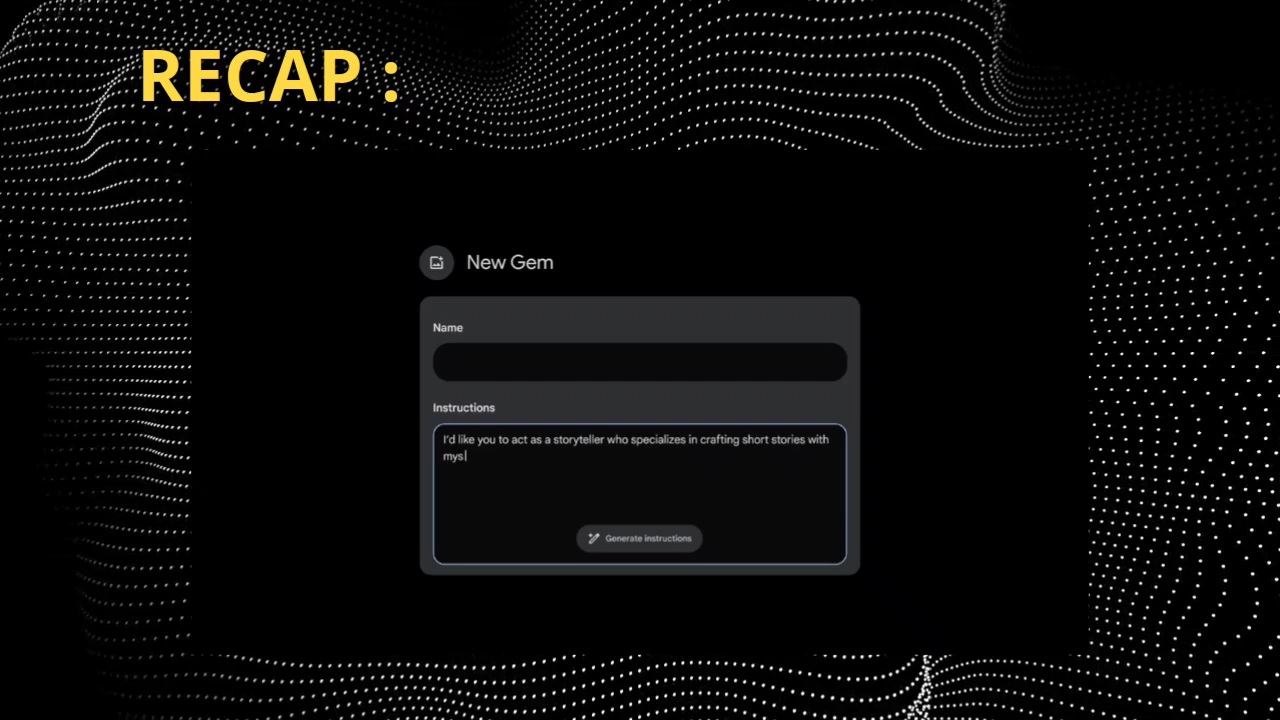 RECAP :
New Gem
Name
Instructions
I'd like you to act as a storyteller who specializes in crafting short stories with
mys
Generate instructions